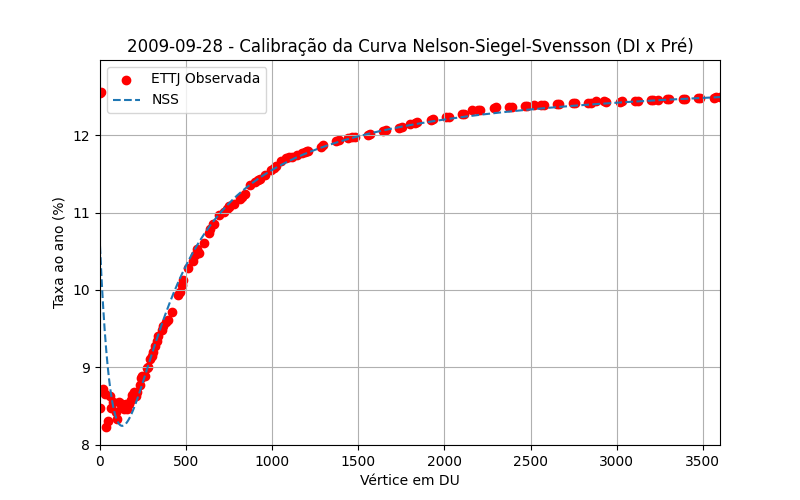 2009-09-28 - Calibração da Curva Nelson-Siegel-Svensson (DI x Pré)
ETTJ Observada
NSS
Taxa ao ano (%)
12
11
10
9
8
0 500 1000 1500 2000 2500 3000 3500
Vértice em DU